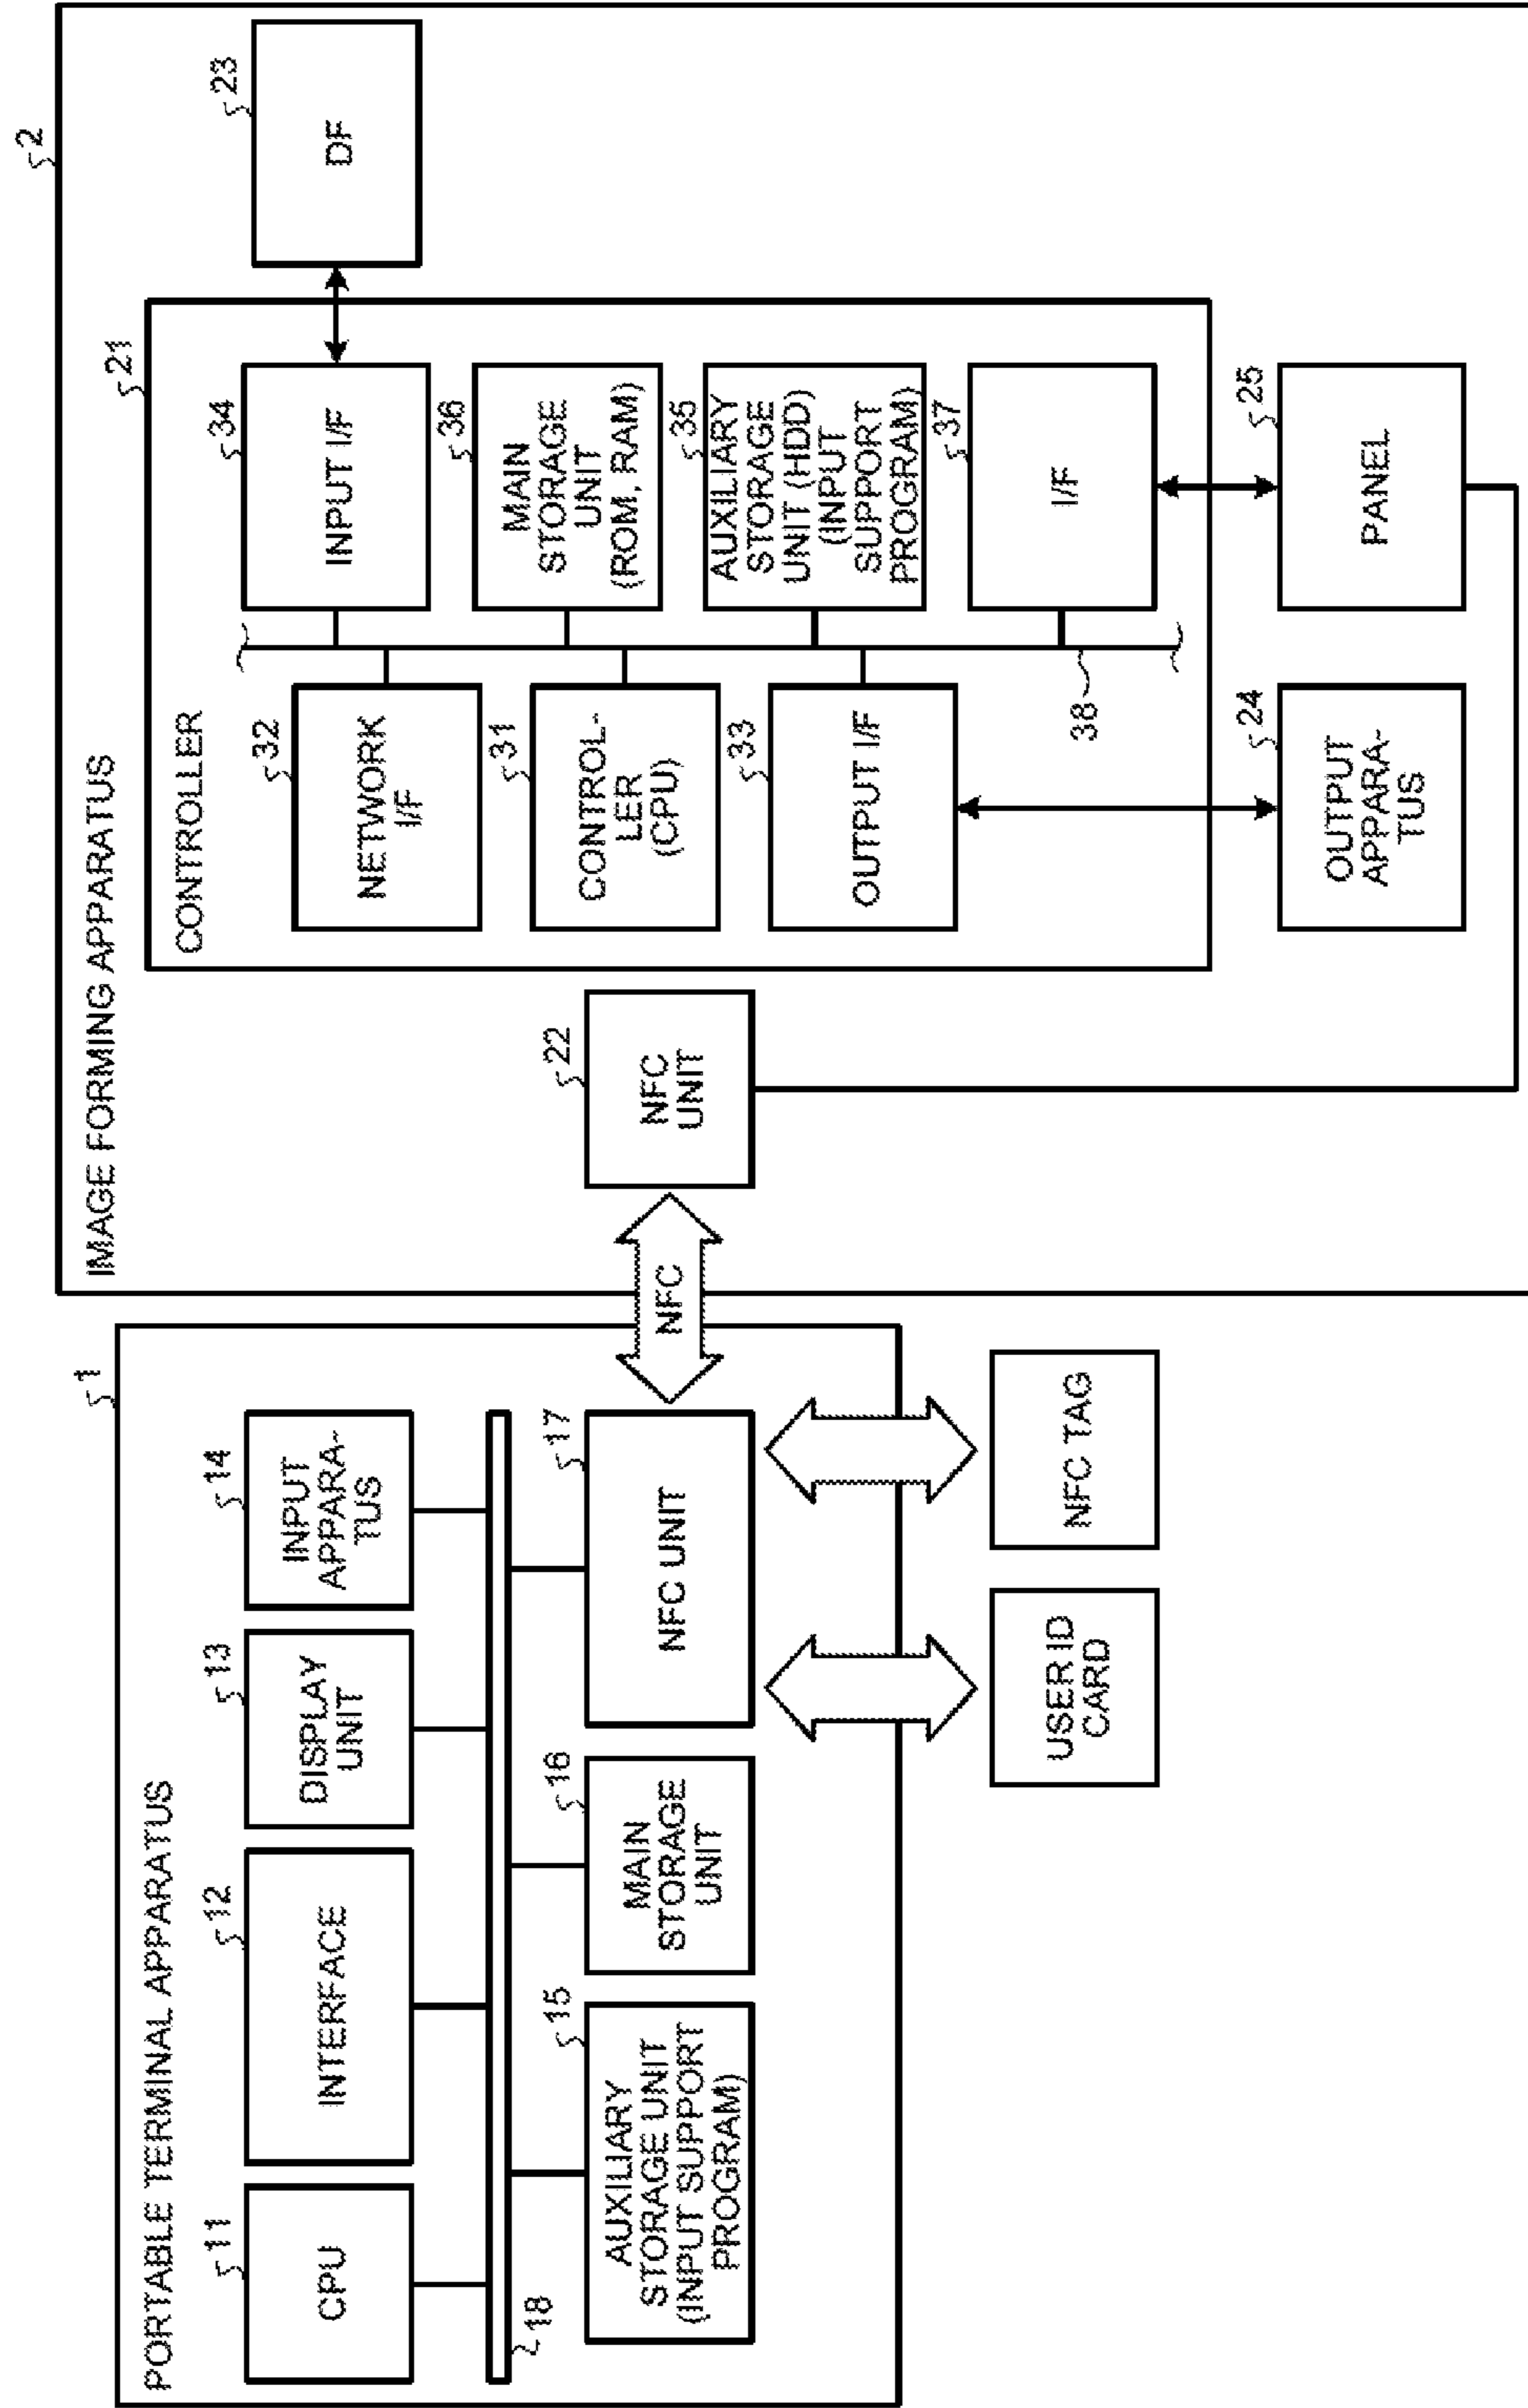 PORTABLE TERMINAL APPARATUS
1
11
CPU
12
INTERFACE
13
DISPLAY
UNIT
14
INPUT
APPARA-
TUS
18
15
AUXILIARY
STORAGE UNIT
(INPUT SUPPORT
PROGRAM)
16
MAIN
STORAGE
UNIT
17
NFC UNIT
NFC
USER ID
CARD
NFC TAG
IMAGE FORMING APPARATUS
2
22
NFC
UNIT
CONTROLLER
21
32
NETWORK
I/F
34
INPUT I/F
23
DF
31
CONTROL-
LER
(CPU)
36
MAIN
STORAGE
UNIT
(ROM, RAM)
33
OUTPUT I/F
35
AUXILIARY
STORAGE
UNIT (HDD)
(INPUT
SUPPORT
PROGRAM)
37
I/F
38
24
OUTPUT
APPARA-
TUS
25
PANEL